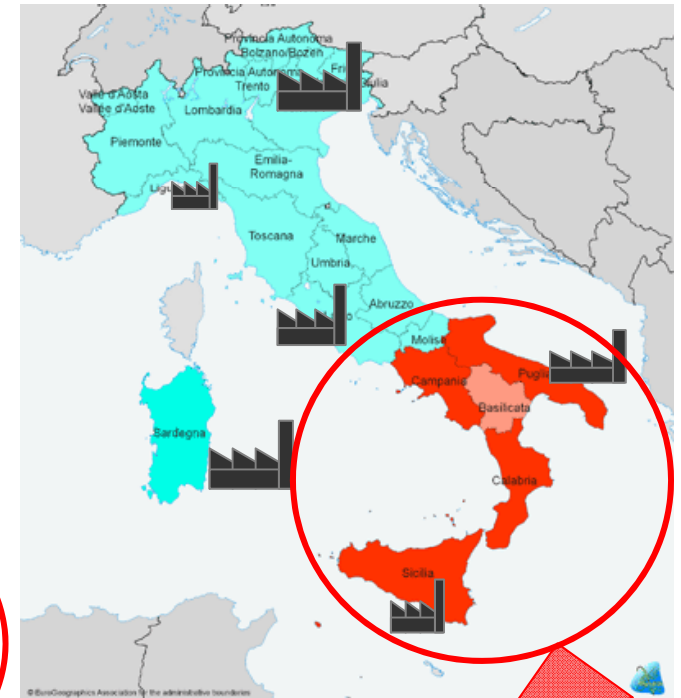 Provincia Autonoma
Bolzano/Bozen
Provincia Autonoma
Trento
Valle d'Aosta
Vallée d'Aoste
Lombardia
Piemonte
Emilia-
Romagna
Toscana
Marche
Umbria
Abruzzo
Molise
Campania
Basilicata
Sardegna
Calabria
Sicilia
© EuroGeographics Association for the administrative boundaries